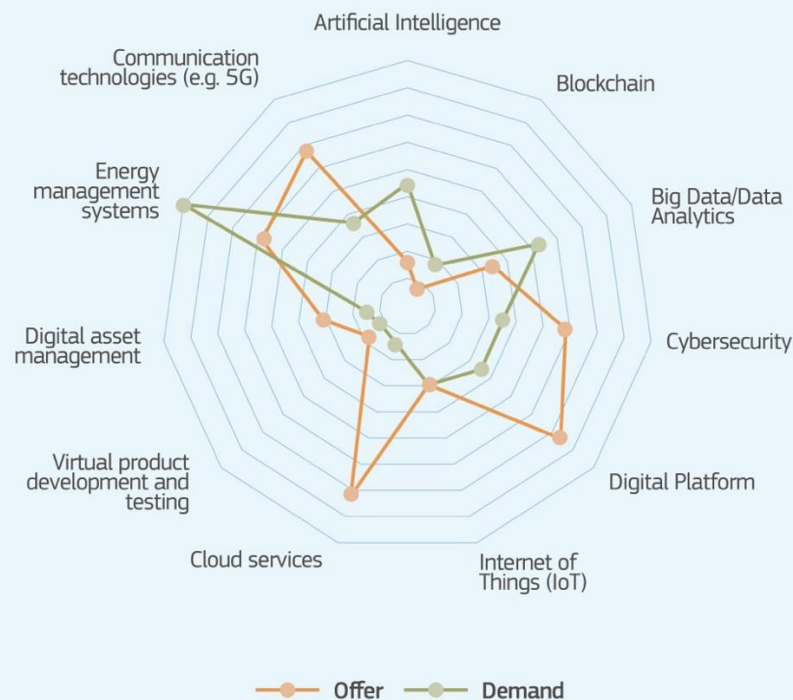 Artificial Intelligence
Communication
technologies (e.g. 5G)
Blockchain
Energy
management
systems
Big Data/Data
Analytics
Digital asset
management
Cybersecurity
Virtual product
development and
testing
Digital Platform
Cloud services
Internet of
Things (IoT)
Offer
Demand